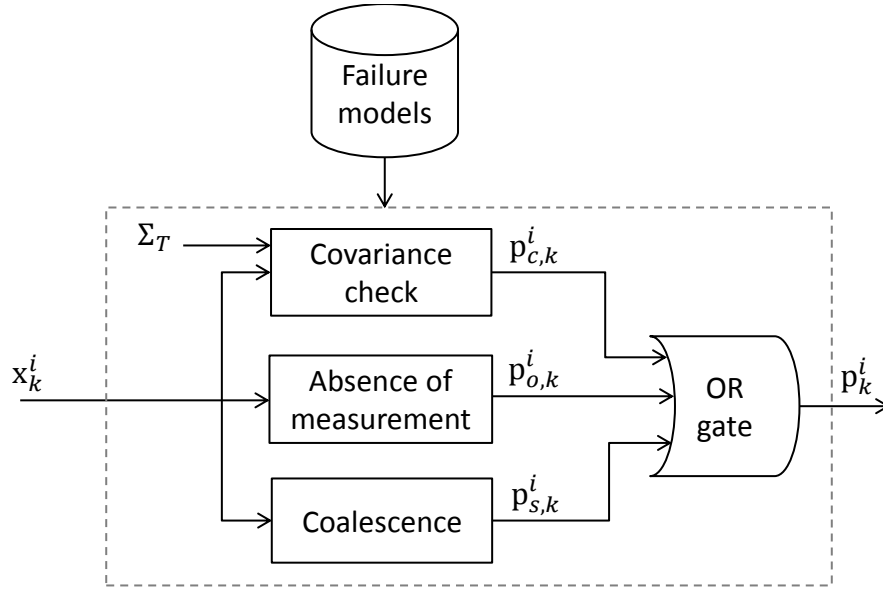 Failure
models
Σ_T
Covariance
check
p^i_{c,k}
x^i_k
Absence of
measurement
p^i_{o,k}
OR
gate
p^i_k
Coalescence
p^i_{s,k}